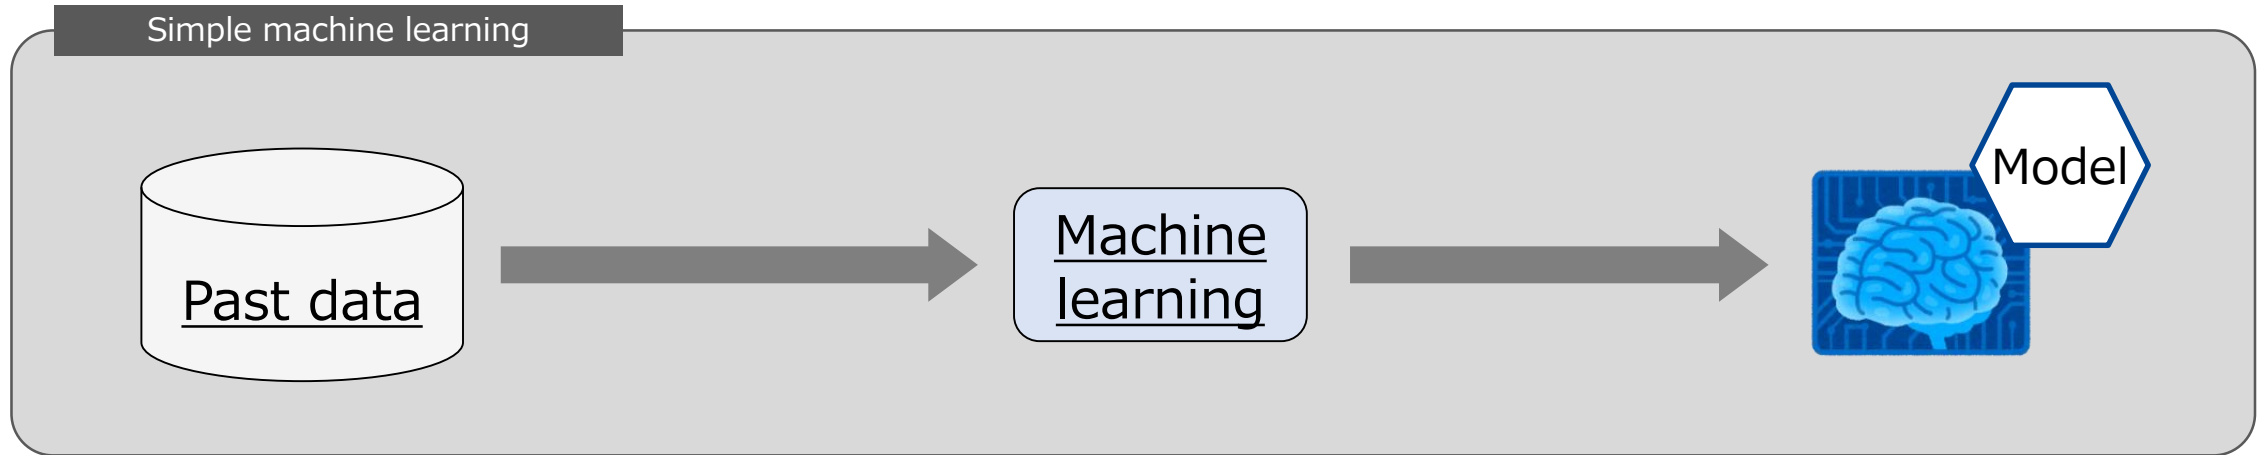 Simple machine learning
Model
Machine
learning
Past data